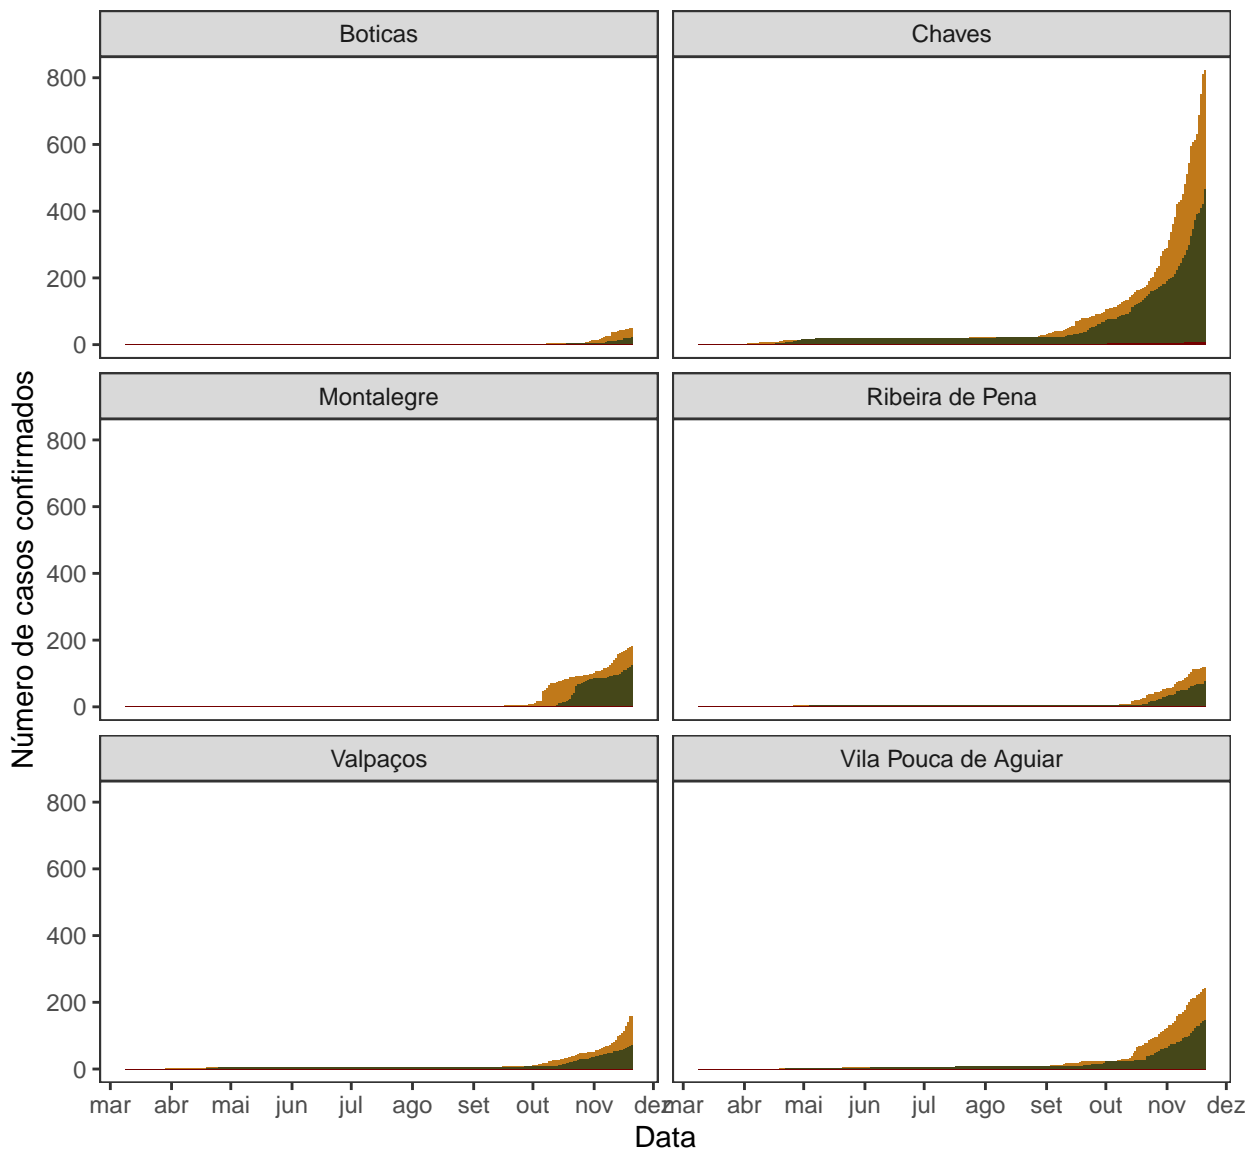 Boticas
Chaves
800
600
400
200
0
Montalegre
Ribeira de Pena
800
600
400
200
0
Número de casos confirmados
Valpaços
Vila Pouca de Aguiar
800
600
400
200
0
mar abr mai jun jul ago set out nov dez
mar abr mai jun jul ago set out nov dez
Data